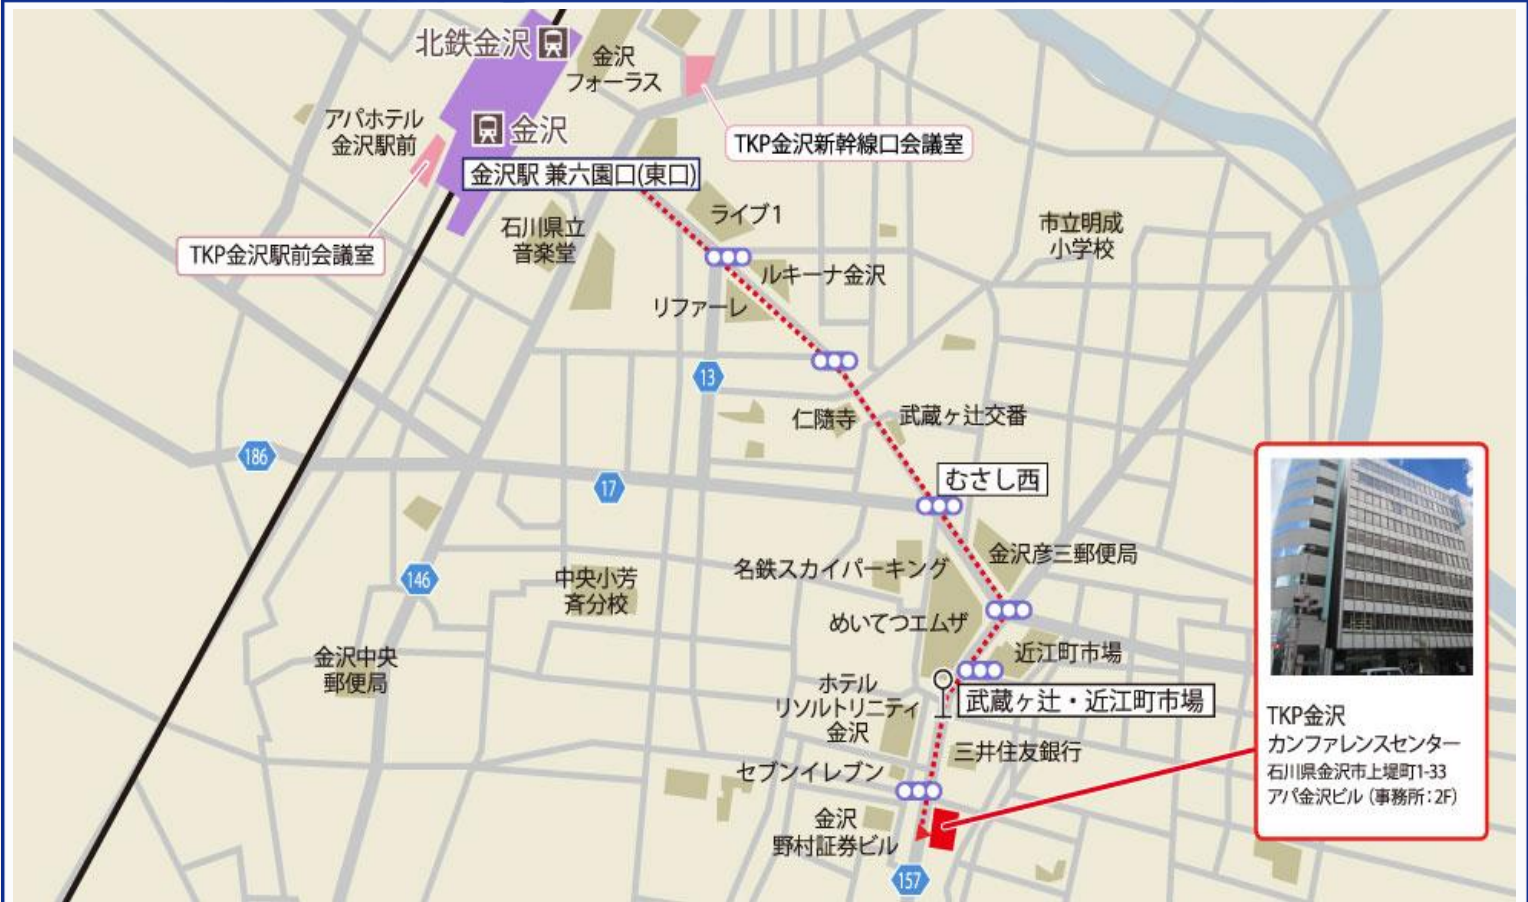 北鉄金沢
金沢
フォーラス
アパホテル
金沢駅前
金沢
TKP金沢新幹線口会議室
金沢駅 兼六園口(東口)
ライブ1
石川県立
音楽堂
市立明成
小学校
TKP金沢駅前会議室
ルキーナ金沢
リファーレ
13
仁隨寺
武蔵ヶ辻交番
186
17
むさし西
146
中央小芳
斉分校
名鉄スカイパーキング
金沢彦三郵便局
めいてつエムザ
近江町市場
金沢中央
郵便局
ホテル
リソルトリニティ
金沢
武蔵ヶ辻・近江町市場
三井住友銀行
セブンイレブン
金沢
野村証券ビル
157
TKP金沢
カンファレンスセンター
石川県金沢市上堤町1-33
アパ金沢ビル (事務所:2F)